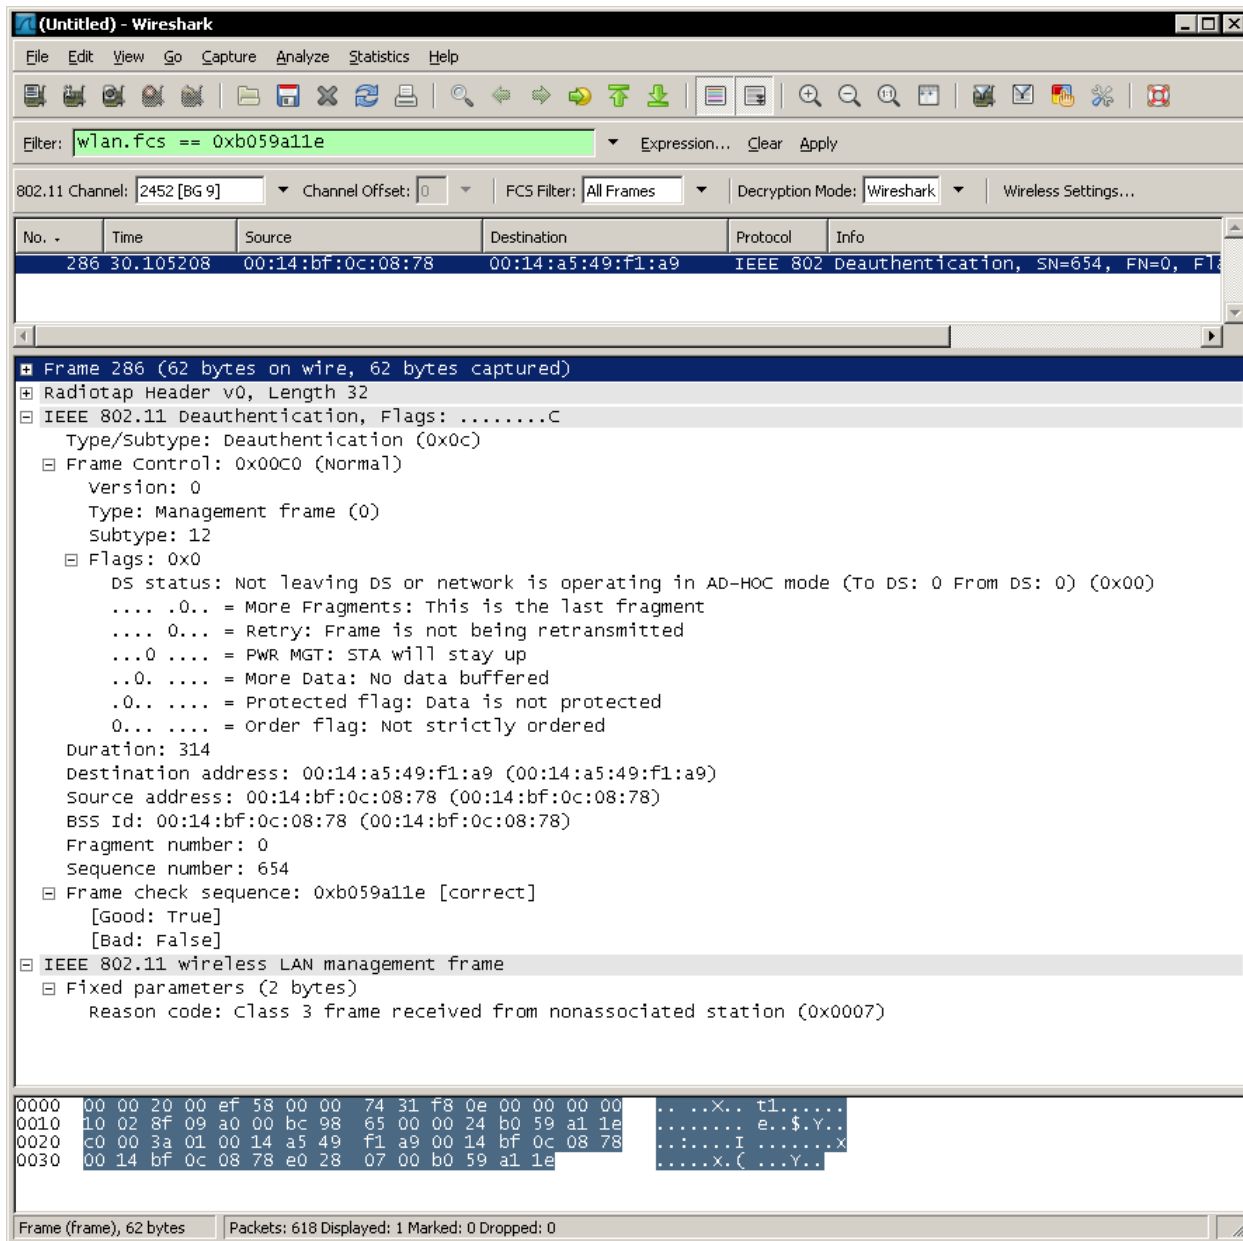 (Untitled) - Wireshark
File Edit View Go Capture Analyze Statistics Help
Filter: wlan.fcs == 0xb059a11e Expression... Clear Apply
802.11 Channel: 2452 [BG 9] Channel Offset: 0 FCS Filter: All Frames Decryption Mode: Wireshark Wireless Settings...
No. Time Source Destination Protocol Info
286 30.105208 00:14:bf:0c:08:78 00:14:a5:49:f1:a9 IEEE 802 Deauthentication, SN=654, FN=0, Fla
Frame 286 (62 bytes on wire, 62 bytes captured)
Radiotap Header v0, Length 32
IEEE 802.11 Deauthentication, Flags: ........C
Type/Subtype: Deauthentication (0x0c)
Frame Control: 0x00C0 (Normal)
Version: 0
Type: Management frame (0)
Subtype: 12
Flags: 0x0
DS status: Not leaving DS or network is operating in AD-HOC mode (To DS: 0 From DS: 0) (0x00)
.... .0.. = More Fragments: This is the last fragment
.... 0... = Retry: Frame is not being retransmitted
...0 .... = PWR MGT: STA will stay up
..0. .... = More Data: No data buffered
.0.. .... = Protected flag: Data is not protected
0... .... = Order flag: Not strictly ordered
Duration: 314
Destination address: 00:14:a5:49:f1:a9 (00:14:a5:49:f1:a9)
Source address: 00:14:bf:0c:08:78 (00:14:bf:0c:08:78)
BSS Id: 00:14:bf:0c:08:78 (00:14:bf:0c:08:78)
Fragment number: 0
Sequence number: 654
Frame check sequence: 0xb059a11e [correct]
[Good: True]
[Bad: False]
IEEE 802.11 wireless LAN management frame
Fixed parameters (2 bytes)
Reason code: Class 3 frame received from nonassociated station (0x0007)
0000 00 00 20 00 ef 58 00 00 74 31 f8 0e 00 00 00 00 .. ..X.. t1......
0010 10 02 8f 09 a0 00 bc 98 65 00 00 24 b0 59 a1 1e ........ e..$.Y..
0020 c0 00 3a 01 00 14 a5 49 f1 a9 00 14 bf 0c 08 78 ..:....I .......x
0030 00 14 bf 0c 08 78 e0 28 07 00 b0 59 a1 1e .....x.( ...Y..
Frame (frame), 62 bytes Packets: 618 Displayed: 1 Marked: 0 Dropped: 0